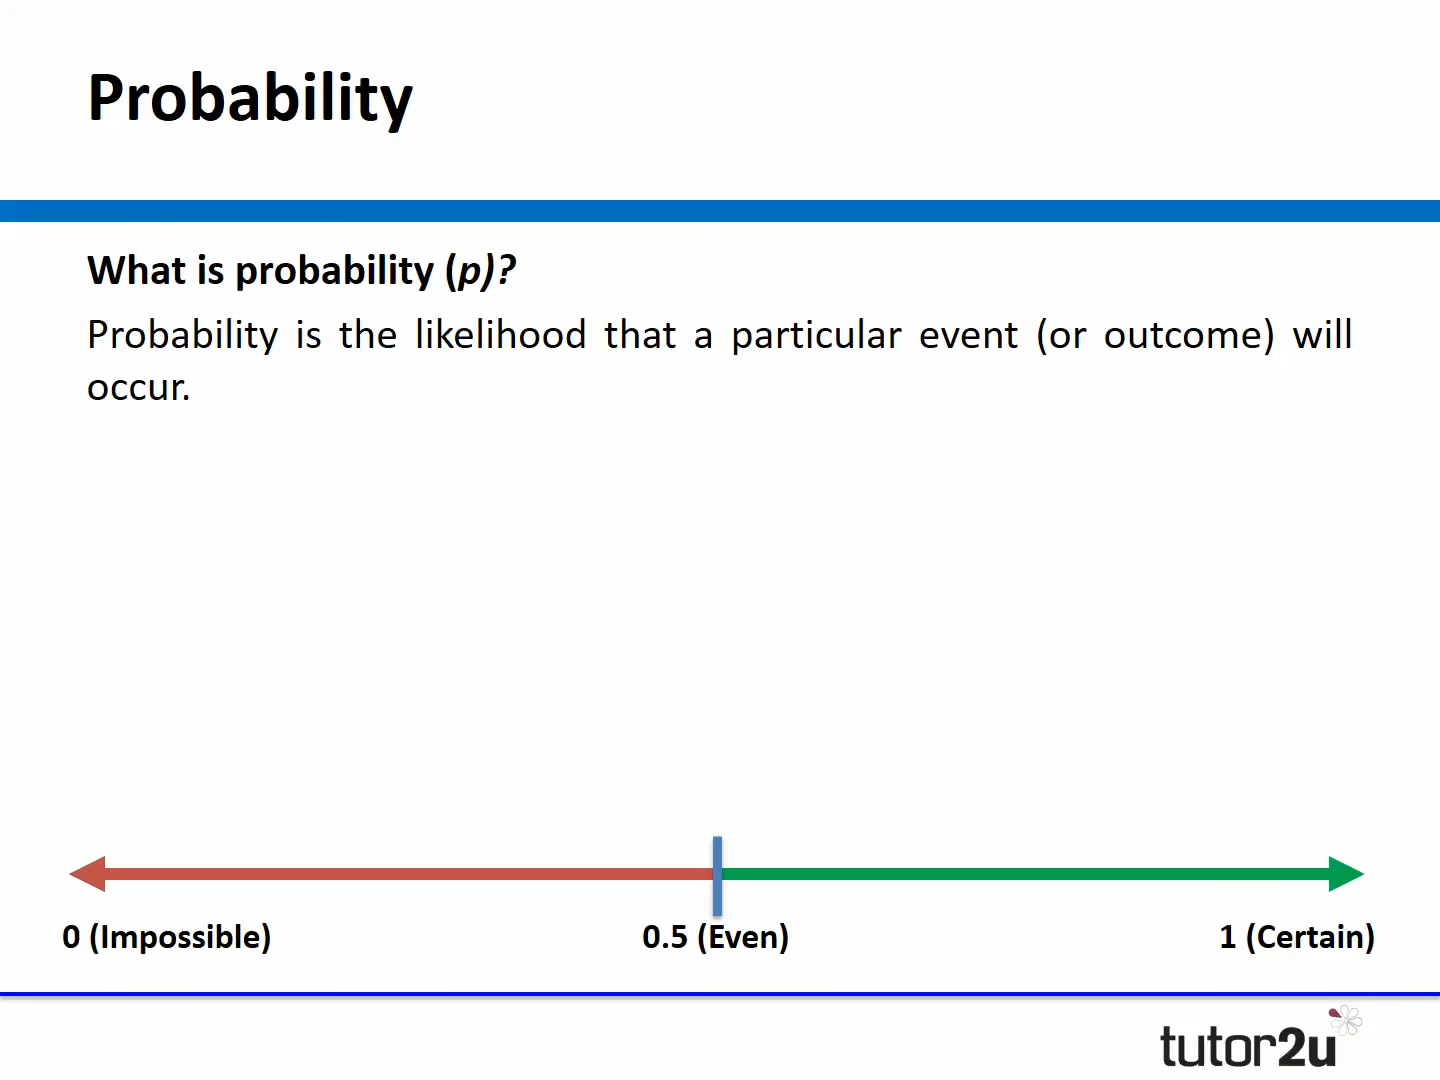 Probability
What is probability (p)?
Probability is the likelihood that a particular event (or outcome) will
occur.
0 (Impossible)
0.5 (Even)
1 (Certain)
tutor2u